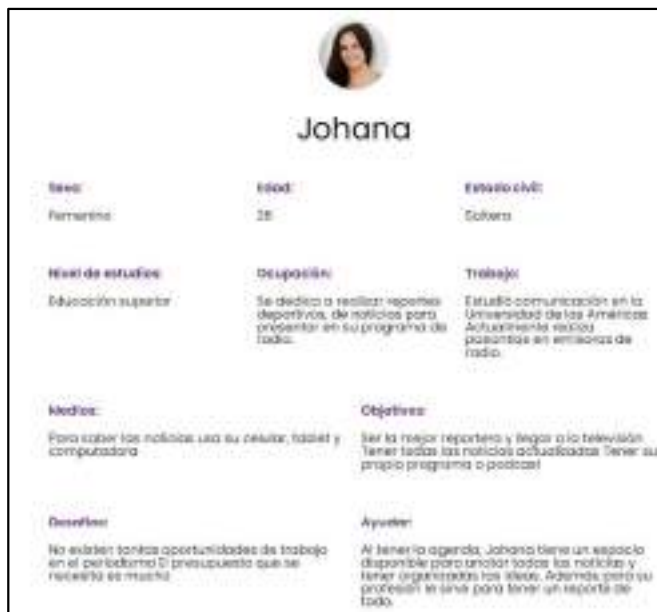 Johana
Sexo: Edad: Estado civil:
Femenino 28 Soltera
Nivel de estudios: Ocupación: Trabajo:
Educación superior
Se dedica a realizar reportes
deportivos, de noticias para
presentar en su programa de
radio.
Estudió comunicación en la
Universidad de las Américas
Actualmente realiza
pasantías en emisoras de
radio.
Medios:
Para saber las noticias usa su celular, tablet y
computadora
Objetivos:
Ser la mejor reportera y llegar a la televisión
Tener todas las noticias actualizadas Tener su
propio programa o podcast
Desafíos:
No existen tantas oportunidades de trabajo
en el periodismo El presupuesto que se
necesita es mucho
Ayudar:
Al tener la agenda, Johana tiene un espacio
disponible para anotar todas las noticias y
tener organizadas las ideas. Además, para su
profesión le sirve para tener un reporte de
todo.